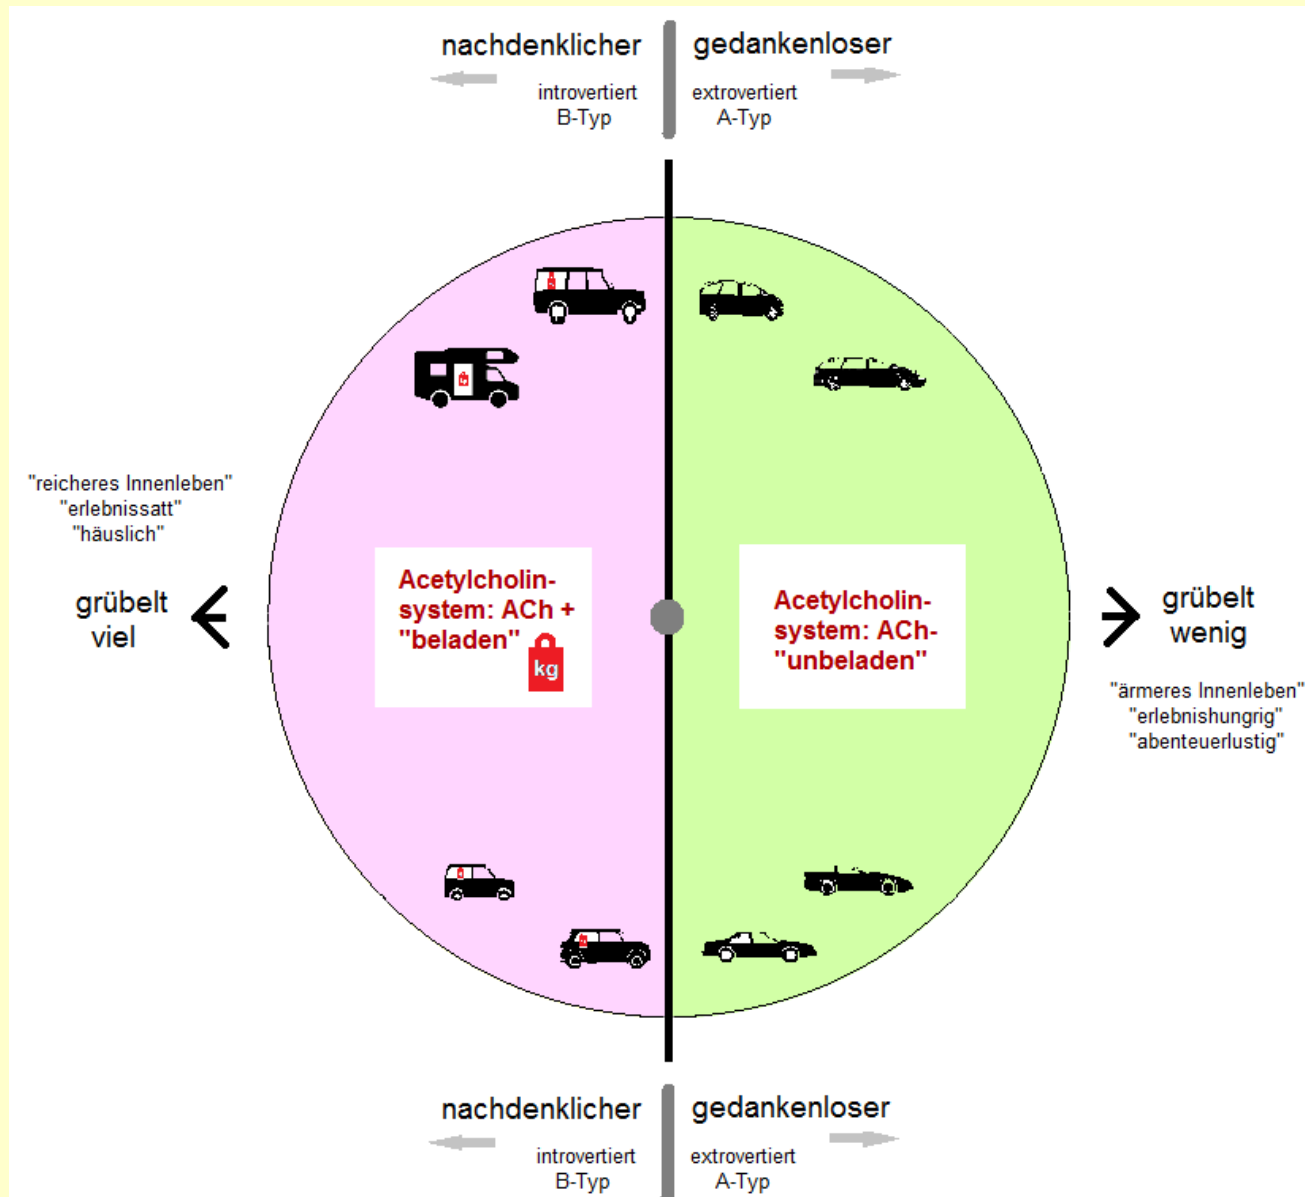 nachdenklicher
introvertiert
B-Typ
gedankenloser
extrovertiert
A-Typ
"reicheres Innenleben"
"erlebnissatt"
"häuslich"
grübelt
viel
Acetylcholin-
system: ACh +
"beladen"
kg
Acetylcholin-
system: ACh-
"unbeladen"
grübelt
wenig
"ärmeres Innenleben"
"erlebnishungrig"
"abenteuerlustig"
nachdenklicher
introvertiert
B-Typ
gedankenloser
extrovertiert
A-Typ